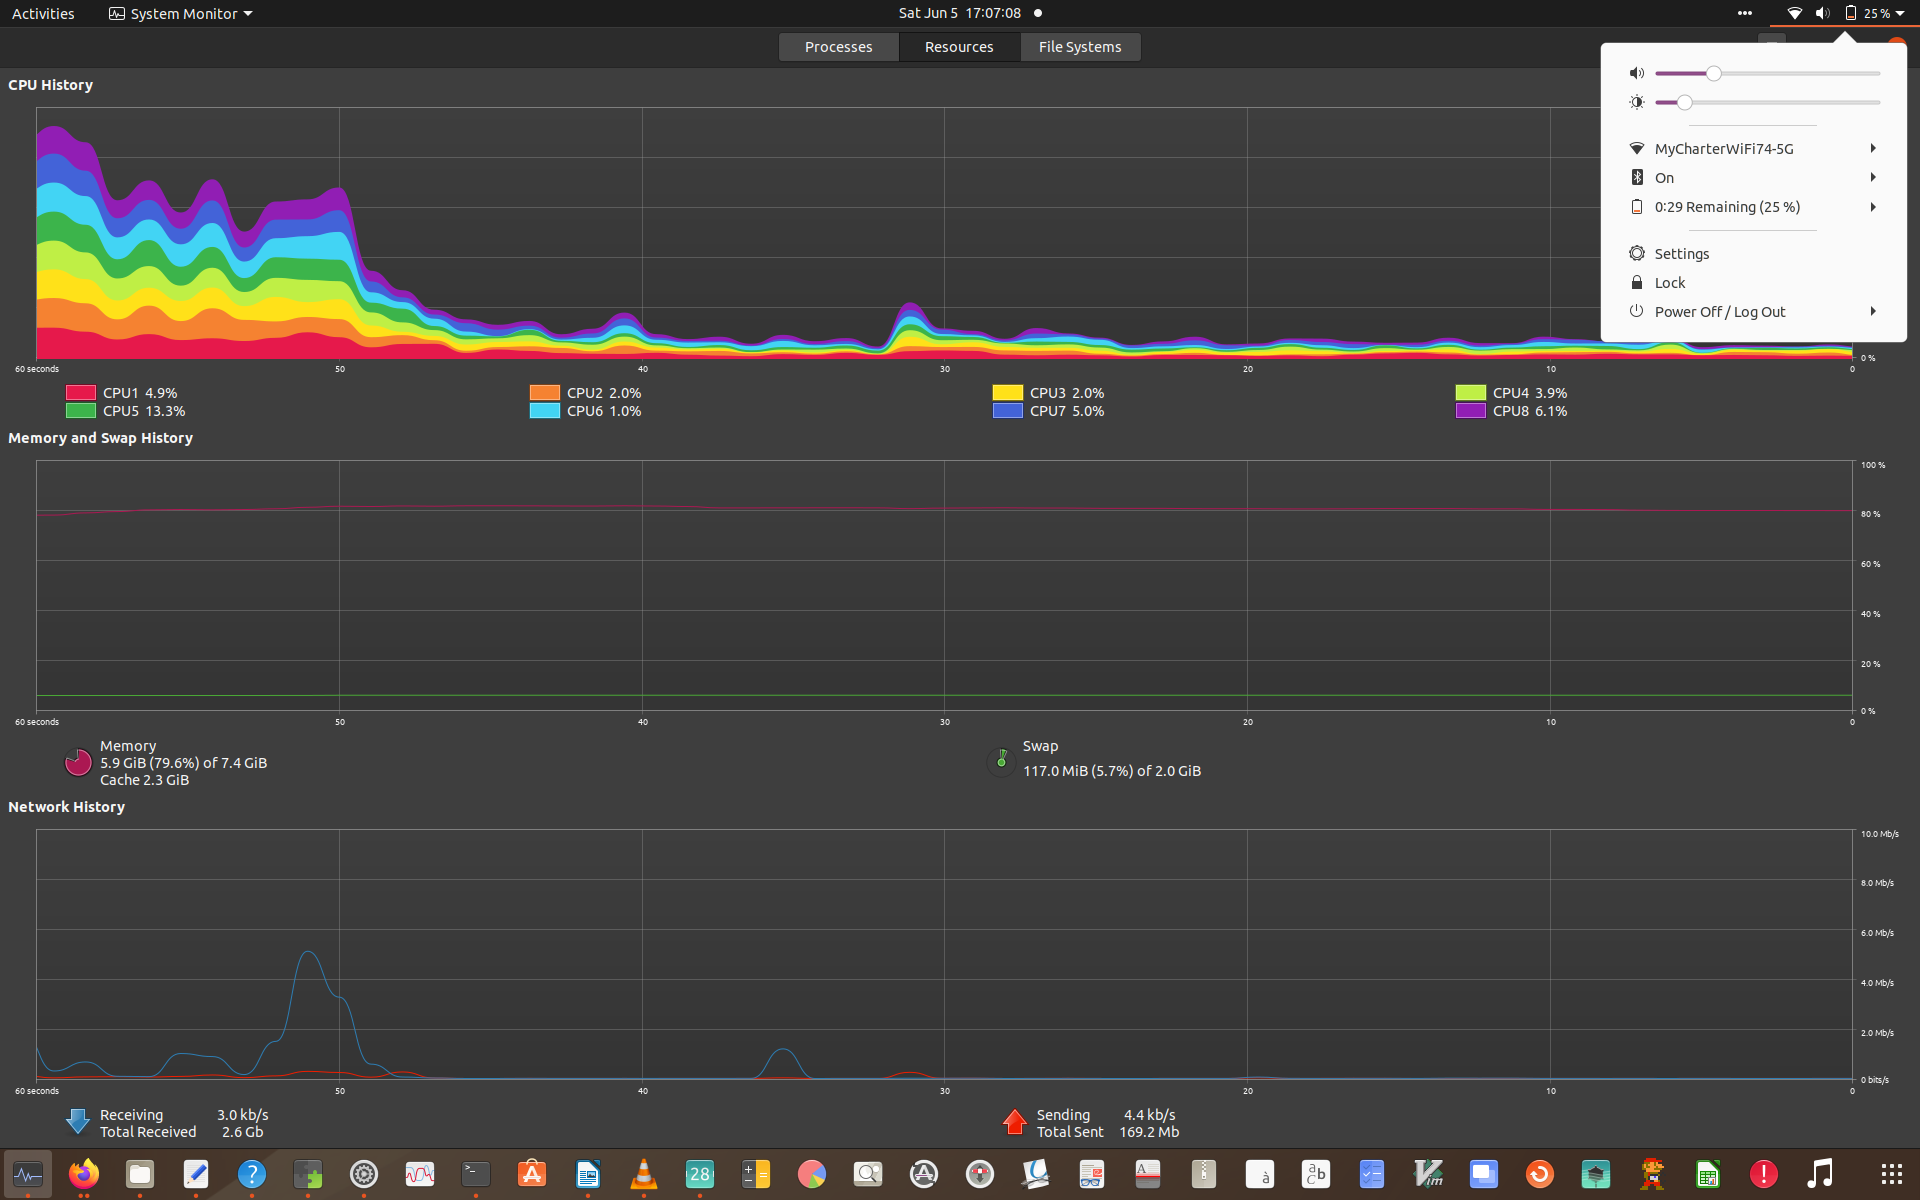 Activities System Monitor Sat Jun 5 17:07:08 25 %
Processes Resources File Systems
CPU History
MyCharterWiFi74-5G
On
0:29 Remaining (25 %)
Settings
Lock
Power Off / Log Out
0 %
60 seconds 50 40 30 20 10 0
CPU1 4.9% CPU2 2.0% CPU3 2.0% CPU4 3.9%
CPU5 13.3% CPU6 1.0% CPU7 5.0% CPU8 6.1%
Memory and Swap History
100 %
80 %
60 %
40 %
20 %
0 %
60 seconds 50 40 30 20 10 0
Memory
5.9 GiB (79.6%) of 7.4 GiB
Cache 2.3 GiB
Swap
117.0 MiB (5.7%) of 2.0 GiB
Network History
10.0 Mb/s
8.0 Mb/s
6.0 Mb/s
4.0 Mb/s
2.0 Mb/s
0 bits/s
60 seconds 50 40 30 20 10 0
Receiving 3.0 kb/s
Total Received 2.6 Gb
Sending 4.4 kb/s
Total Sent 169.2 Mb
28